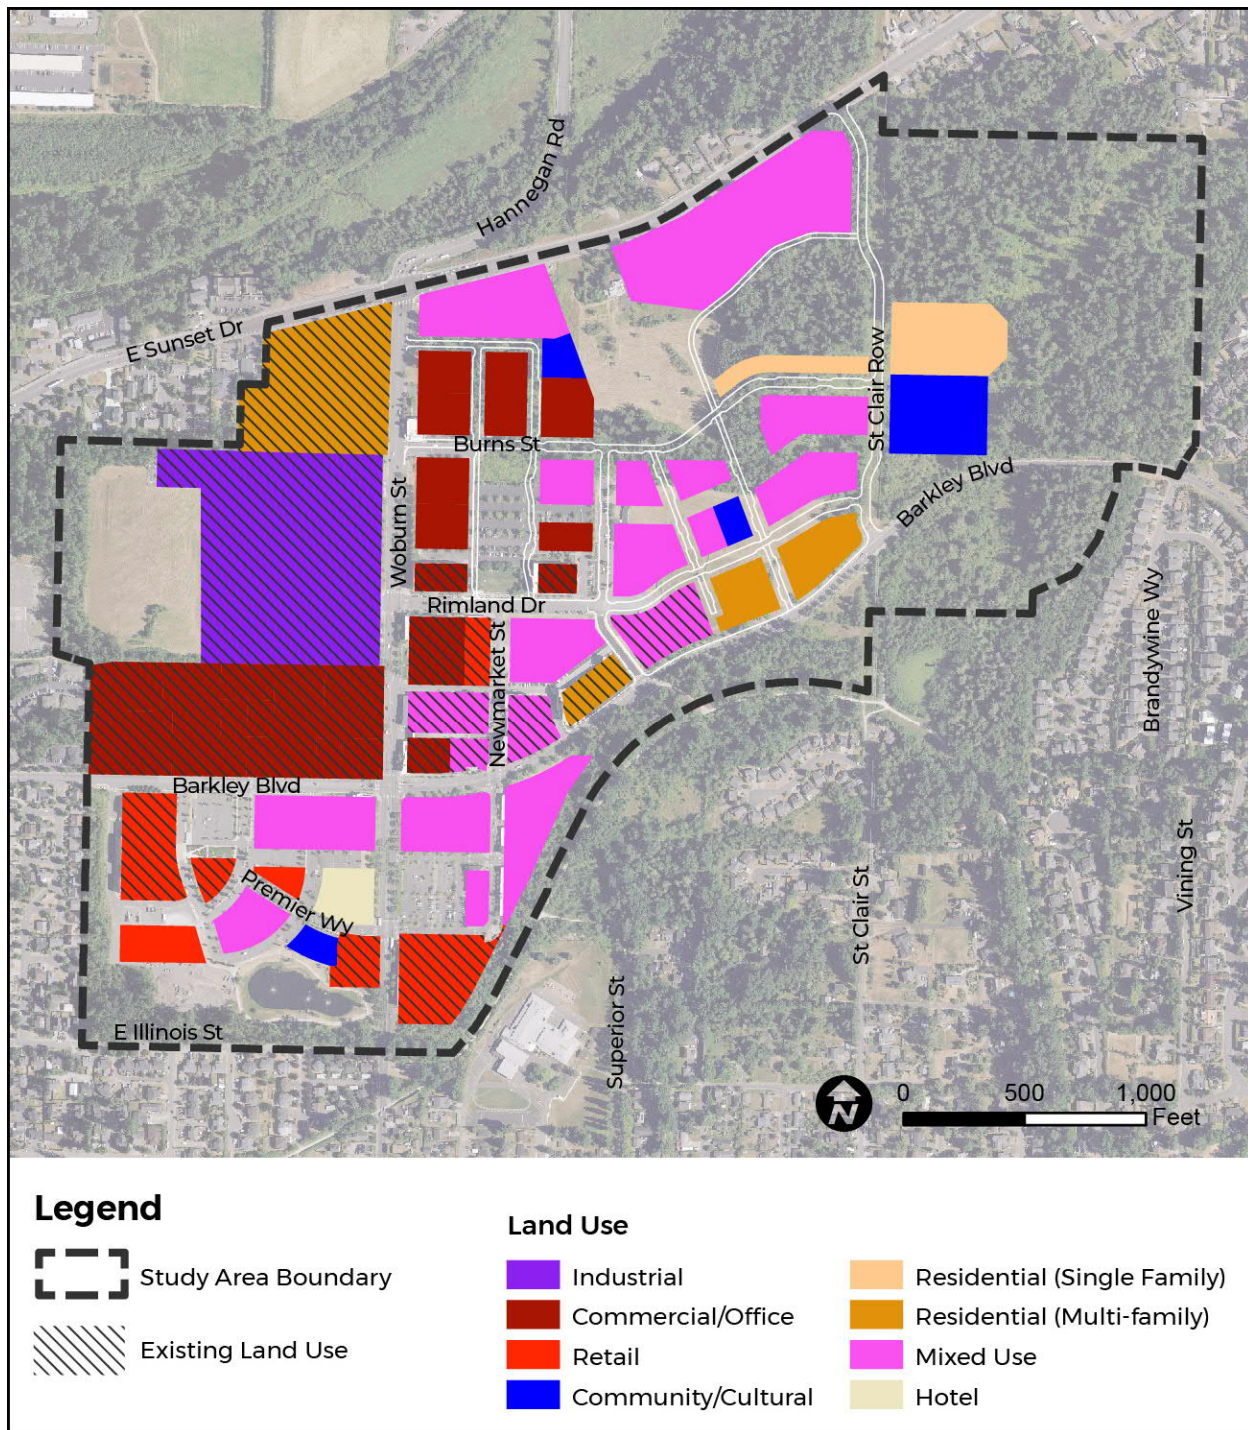 Hannegan Rd
E Sunset Dr
St Clair Row
Burns St
Barkley Blvd
Woburn St
Rimland Dr
Newmarket St
Brandywine Wy
Barkley Blvd
Premier Wy
St Clair St
Vining St
Superior St
E Illinois St
N
0 500 1,000
Feet
Legend
Study Area Boundary
Existing Land Use
Land Use
Industrial
Commercial/Office
Retail
Community/Cultural
Residential (Single Family)
Residential (Multi-family)
Mixed Use
Hotel